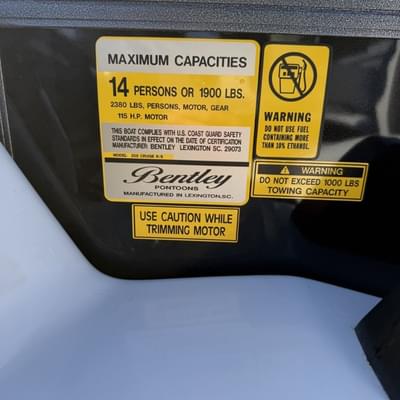 MAXIMUM CAPACITIES
14 PERSONS OR 1900 LBS.
2380 LBS, PERSONS, MOTOR, GEAR
115 H.P. MOTOR
THIS BOAT COMPLIES WITH U.S. COAST GUARD SAFETY
STANDARDS IN EFFECT ON THE DATE OF CERTIFICATION
MANUFACTURER: BENTLEY LEXINGTON SC. 29073
Bentley
PONTOONS
MANUFACTURED IN LEXINGTON, SC.
WARNING
DO NOT USE FUEL
CONTAINING MORE
THAN 10% ETHANOL.
WARNING
DO NOT EXCEED 1000 LBS
TOWING CAPACITY
USE CAUTION WHILE
TRIMMING MOTOR